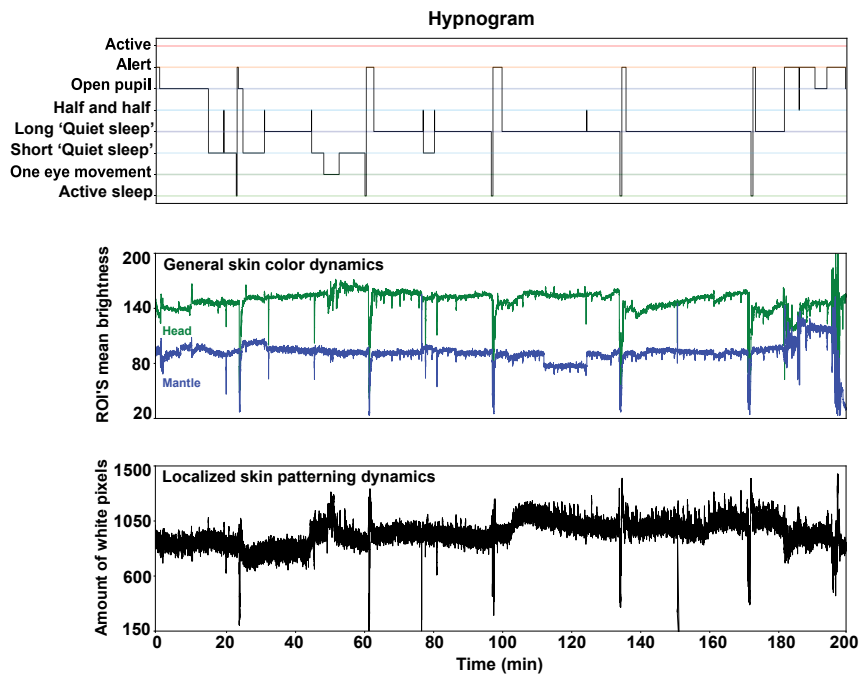 Hypnogram
Active
Alert
Open pupil
Half and half
Long ‘Quiet sleep’
Short ‘Quiet sleep’
One eye movement
Active sleep
ROI'S mean brightness
200
140
80
20
General skin color dynamics
Head
Mantle
Amount of white pixels
1500
1050
600
150
Localized skin patterning dynamics
0 20 40 60 80 100 120 140 160 180 200
Time (min)